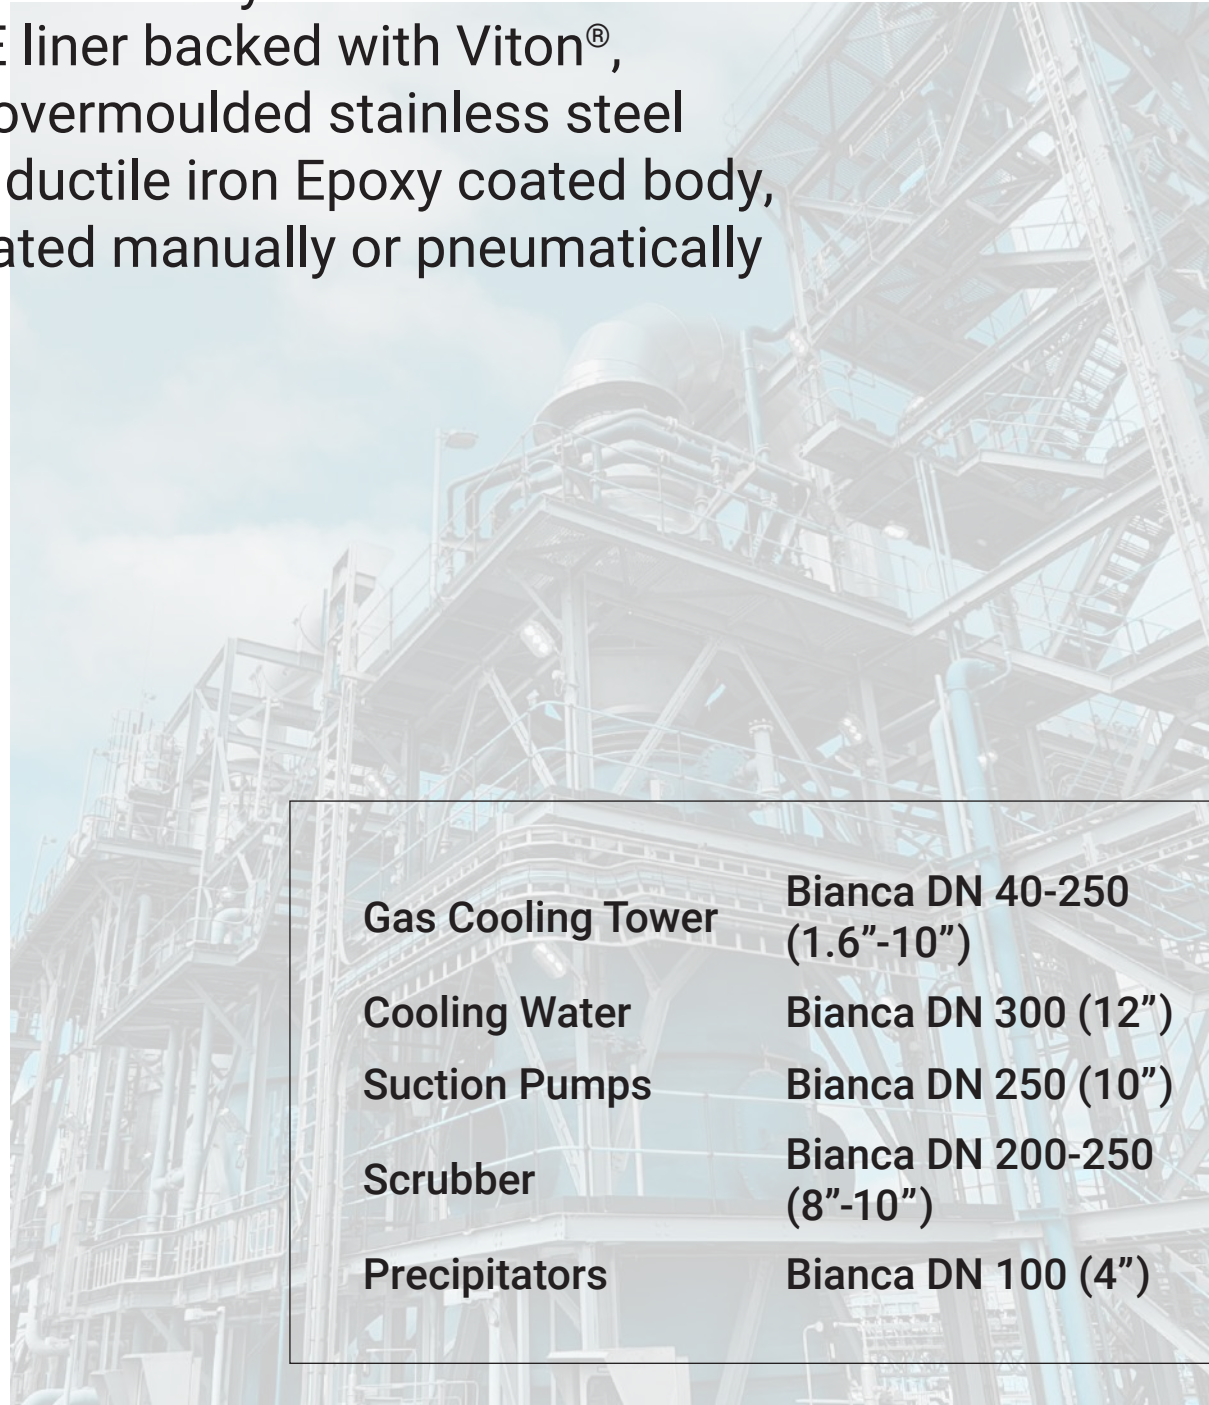 liner backed with Viton®,
overmoulded stainless steel
ductile iron Epoxy coated body,
manually or pneumatically
Gas Cooling Tower
Bianca DN 40-250
(1.6”-10”)
Cooling Water
Bianca DN 300 (12”)
Suction Pumps
Bianca DN 250 (10”)
Scrubber
Bianca DN 200-250
(8”-10”)
Precipitators
Bianca DN 100 (4”)